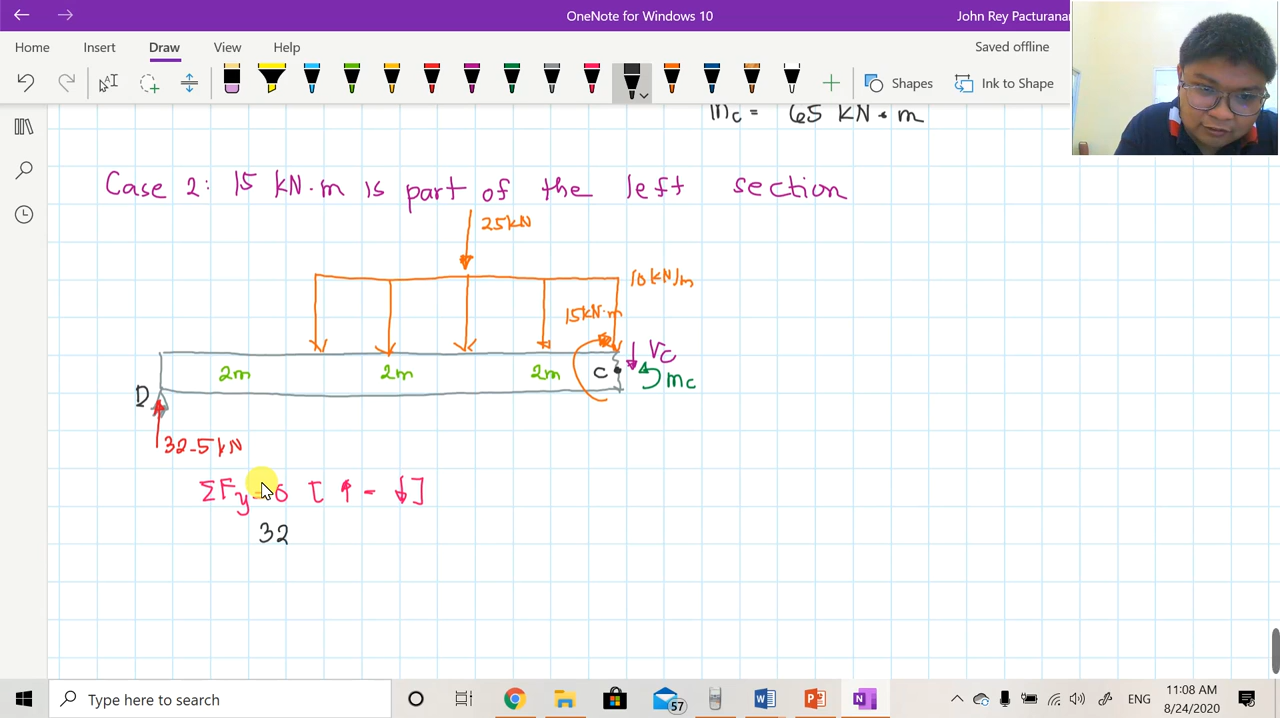 OneNote for Windows 10
John Rey Pacturana
Home Insert Draw View Help
Saved offline
Shapes
Ink to Shape
Mc = 65 KN·m
Case 2: 15 KN·m is part of the left section
25kN
10KN/m
15KN·m
2m 2m 2m C
Vc
Mc
D
32.5kN
ΣFy=0 [↑-↓]
32
Type here to search
57
ENG
11:08 AM
8/24/2020